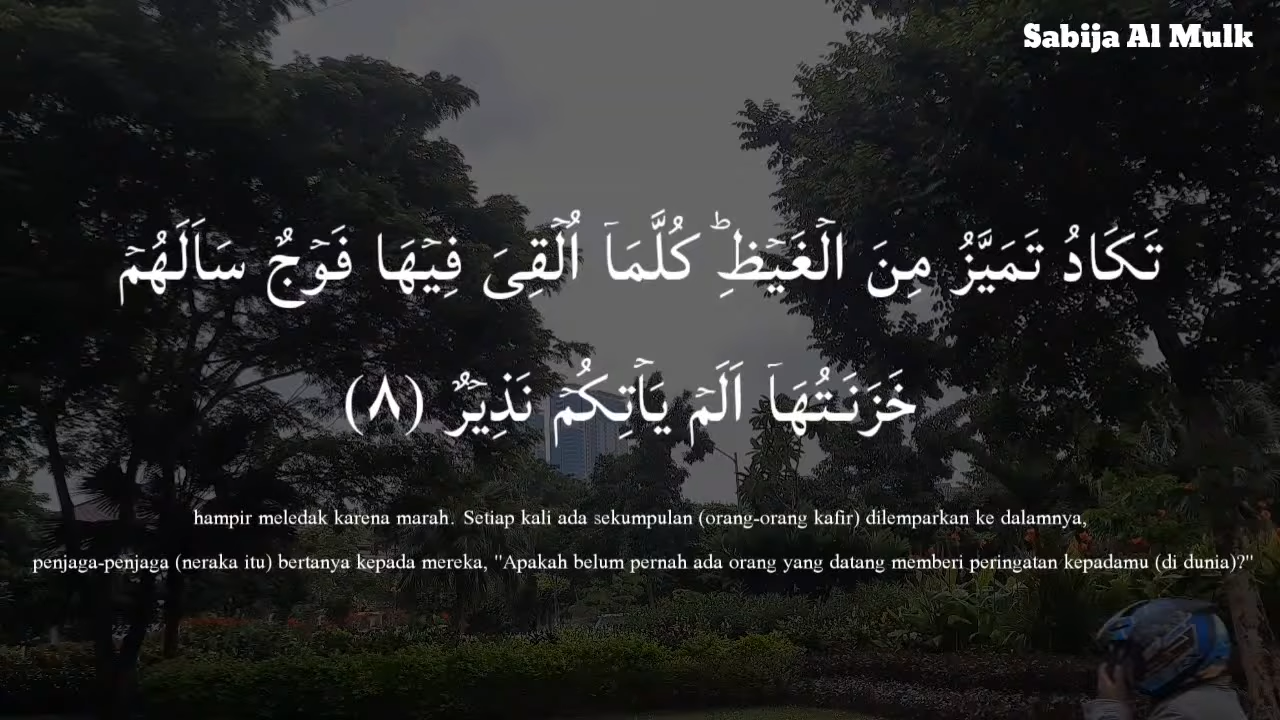 Sabija Al Mulk
تَكَادُ تَمَيَّزُ مِنَ الْغَيْظِۗ كُلَّمَآ اُلْقِيَ فِيْهَا فَوْجٌ سَاَلَهُمْ
خَزَنَتُهَآ اَلَمْ يَأْتِكُمْ نَذِيْرٌ (٨)
hampir meledak karena marah. Setiap kali ada sekumpulan (orang-orang kafir) dilemparkan ke dalamnya,
penjaga-penjaga (neraka itu) bertanya kepada mereka, "Apakah belum pernah ada orang yang datang memberi peringatan kepadamu (di dunia)?"